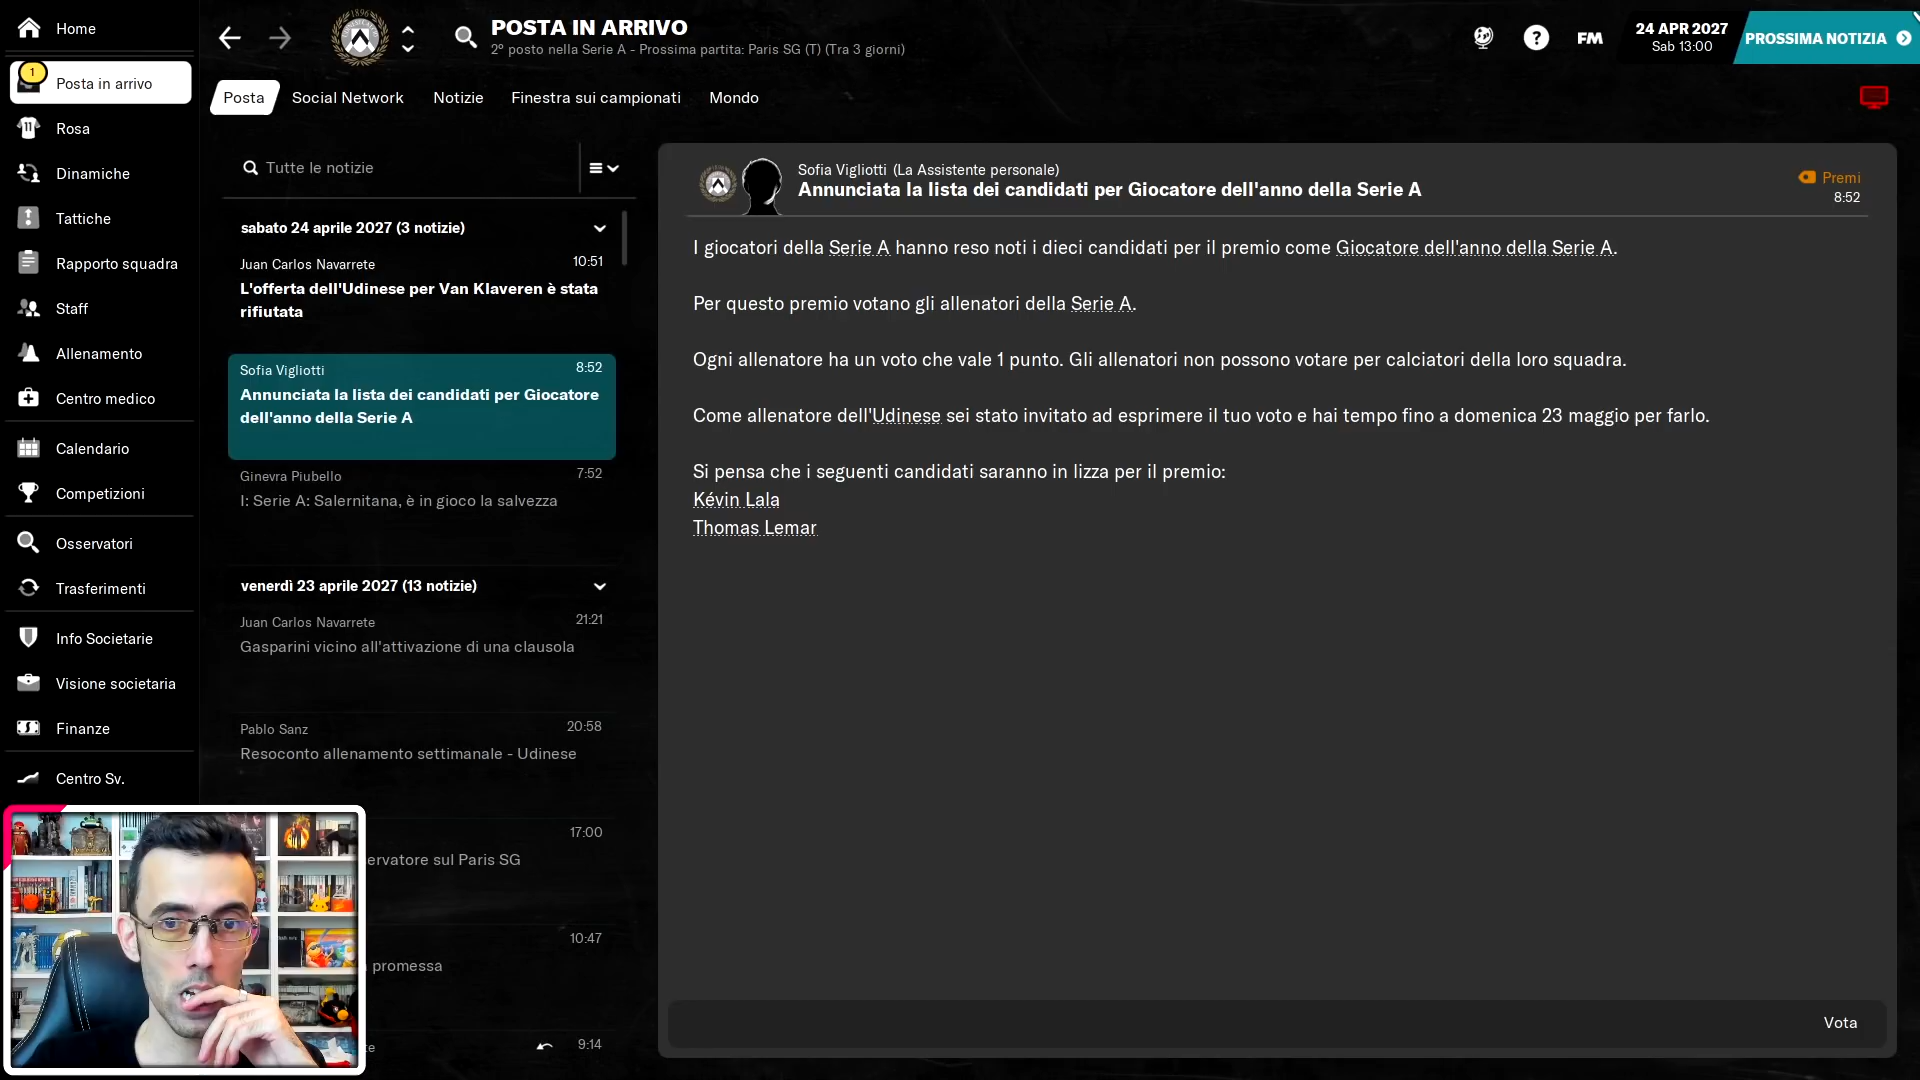 Home
1
Posta in arrivo
Rosa
Dinamiche
Tattiche
Rapporto squadra
Staff
Allenamento
Centro medico
Calendario
Competizioni
Osservatori
Trasferimenti
Info Societarie
Visione societaria
Finanze
Centro Sv.
1896
POSTA IN ARRIVO
2º posto nella Serie A - Prossima partita: Paris SG (T) (Tra 3 giorni)
FM
24 APR 2027
Sab 13:00
PROSSIMA NOTIZIA
Posta
Social Network
Notizie
Finestra sui campionati
Mondo
Tutte le notizie
sabato 24 aprile 2027 (3 notizie)
Juan Carlos Navarrete
10:51
L'offerta dell'Udinese per Van Klaveren è stata
rifiutata
Sofia Vigliotti
8:52
Annunciata la lista dei candidati per Giocatore
dell'anno della Serie A
Ginevra Piubello
7:52
I: Serie A: Salernitana, è in gioco la salvezza
venerdì 23 aprile 2027 (13 notizie)
Juan Carlos Navarrete
21:21
Gasparini vicino all'attivazione di una clausola
Pablo Sanz
20:58
Resoconto allenamento settimanale - Udinese
17:00
servatore sul Paris SG
10:47
promessa
te
9:14
Sofia Vigliotti (La Assistente personale)
Annunciata la lista dei candidati per Giocatore dell'anno della Serie A
Premi
8:52
I giocatori della Serie A hanno reso noti i dieci candidati per il premio come Giocatore dell'anno della Serie A.
Per questo premio votano gli allenatori della Serie A.
Ogni allenatore ha un voto che vale 1 punto. Gli allenatori non possono votare per calciatori della loro squadra.
Come allenatore dell'Udinese sei stato invitato ad esprimere il tuo voto e hai tempo fino a domenica 23 maggio per farlo.
Si pensa che i seguenti candidati saranno in lizza per il premio:
Kévin Lala
Thomas Lemar
Vota